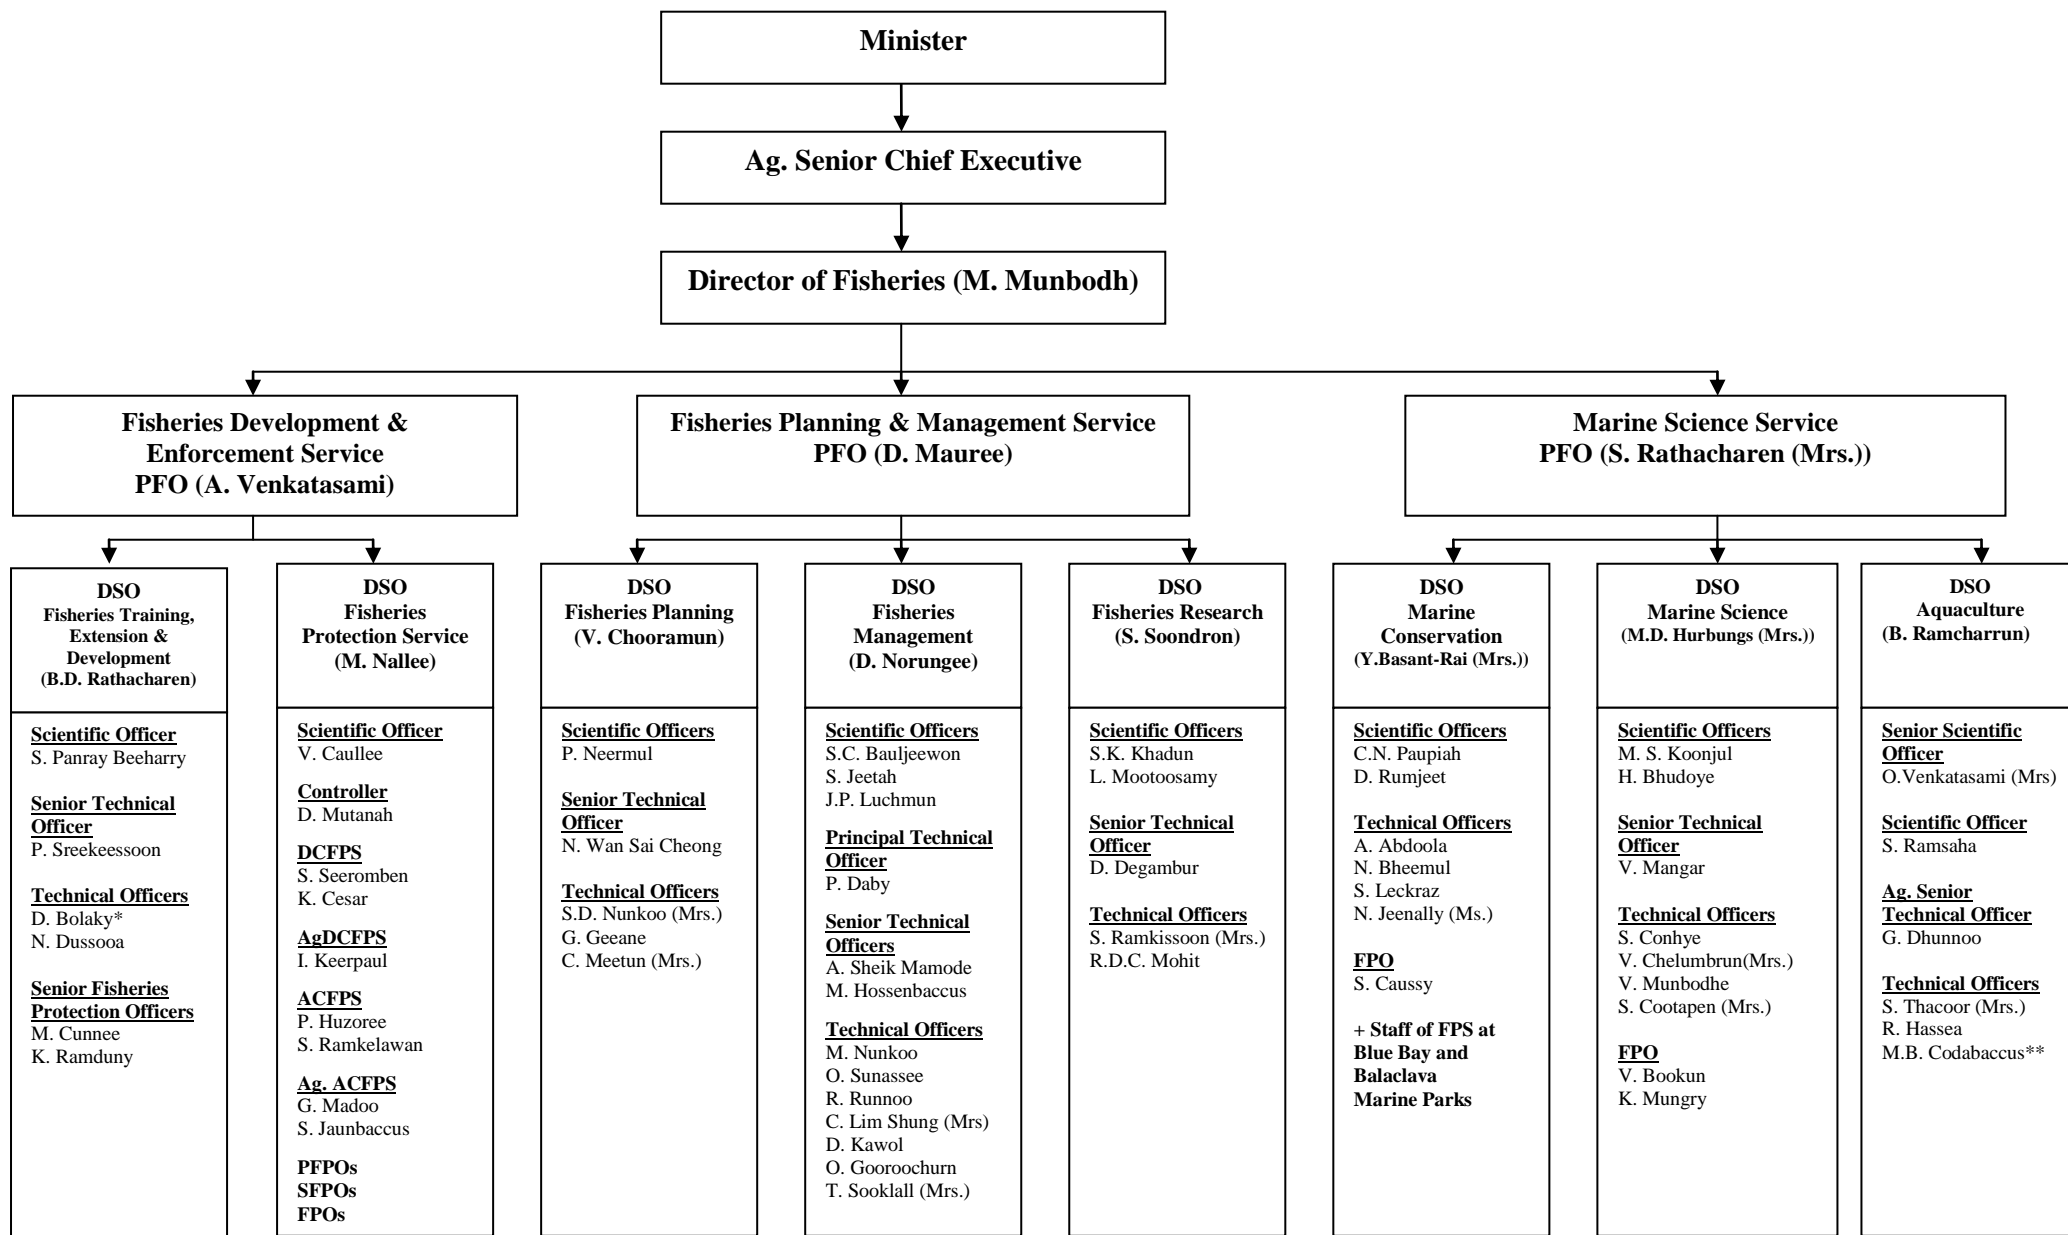 Minister
Ag. Senior Chief Executive
Director of Fisheries (M. Munbodh)
Fisheries Development &
Enforcement Service
PFO (A. Venkatasami)
Fisheries Planning & Management Service
PFO (D. Mauree)
Marine Science Service
PFO (S. Rathacharen (Mrs.))
DSO
Fisheries Training,
Extension &
Development
(B.D. Rathacharen)
Scientific Officer
S. Panray Beeharry
Senior Technical
Officer
P. Sreekeessoon
Technical Officers
D. Bolaky*
N. Dussooa
Senior Fisheries
Protection Officers
M. Cunnee
K. Ramduny
DSO
Fisheries
Protection Service
(M. Nallee)
Scientific Officer
V. Caullee
Controller
D. Mutanah
DCFPS
S. Seeromben
K. Cesar
AgDCFPS
I. Keerpaul
ACFPS
P. Huzoree
S. Ramkelawan
Ag. ACFPS
G. Madoo
S. Jaunbaccus
PFPOs
SFPOs
FPOs
DSO
Fisheries Planning
(V. Chooramun)
Scientific Officers
P. Neermul
Senior Technical
Officer
N. Wan Sai Cheong
Technical Officers
S.D. Nunkoo (Mrs.)
G. Geeane
C. Meetun (Mrs.)
DSO
Fisheries
Management
(D. Norungee)
Scientific Officers
S.C. Bauljeewon
S. Jeetah
J.P. Luchmun
Principal Technical
Officer
P. Daby
Senior Technical
Officers
A. Sheik Mamode
M. Hossenbaccus
Technical Officers
M. Nunkoo
O. Sunassee
R. Runnoo
C. Lim Shung (Mrs)
D. Kawol
O. Gooroochurn
T. Sooklall (Mrs.)
DSO
Fisheries Research
(S. Soondron)
Scientific Officers
S.K. Khadun
L. Mootoosamy
Senior Technical
Officer
D. Degambur
Technical Officers
S. Ramkissoon (Mrs.)
R.D.C. Mohit
DSO
Marine
Conservation
(Y.Basant-Rai (Mrs.))
Scientific Officers
C.N. Paupiah
D. Rumjeet
Technical Officers
A. Abdoola
N. Bheemul
S. Leckraz
N. Jeenally (Ms.)
FPO
S. Caussy
+ Staff of FPS at
Blue Bay and
Balaclava
Marine Parks
DSO
Marine Science
(M.D. Hurbungs (Mrs.))
Scientific Officers
M. S. Koonjul
H. Bhudoye
Senior Technical
Officer
V. Mangar
Technical Officers
S. Conhye
V. Chelumbrun(Mrs.)
V. Munbodhe
S. Cootapen (Mrs.)
FPO
V. Bookun
K. Mungry
DSO
Aquaculture
(B. Ramcharrun)
Senior Scientific
Officer
O.Venkatasami (Mrs)
Scientific Officer
S. Ramsaha
Ag. Senior
Technical Officer
G. Dhunnoo
Technical Officers
S. Thacoor (Mrs.)
R. Hassea
M.B. Codabaccus**